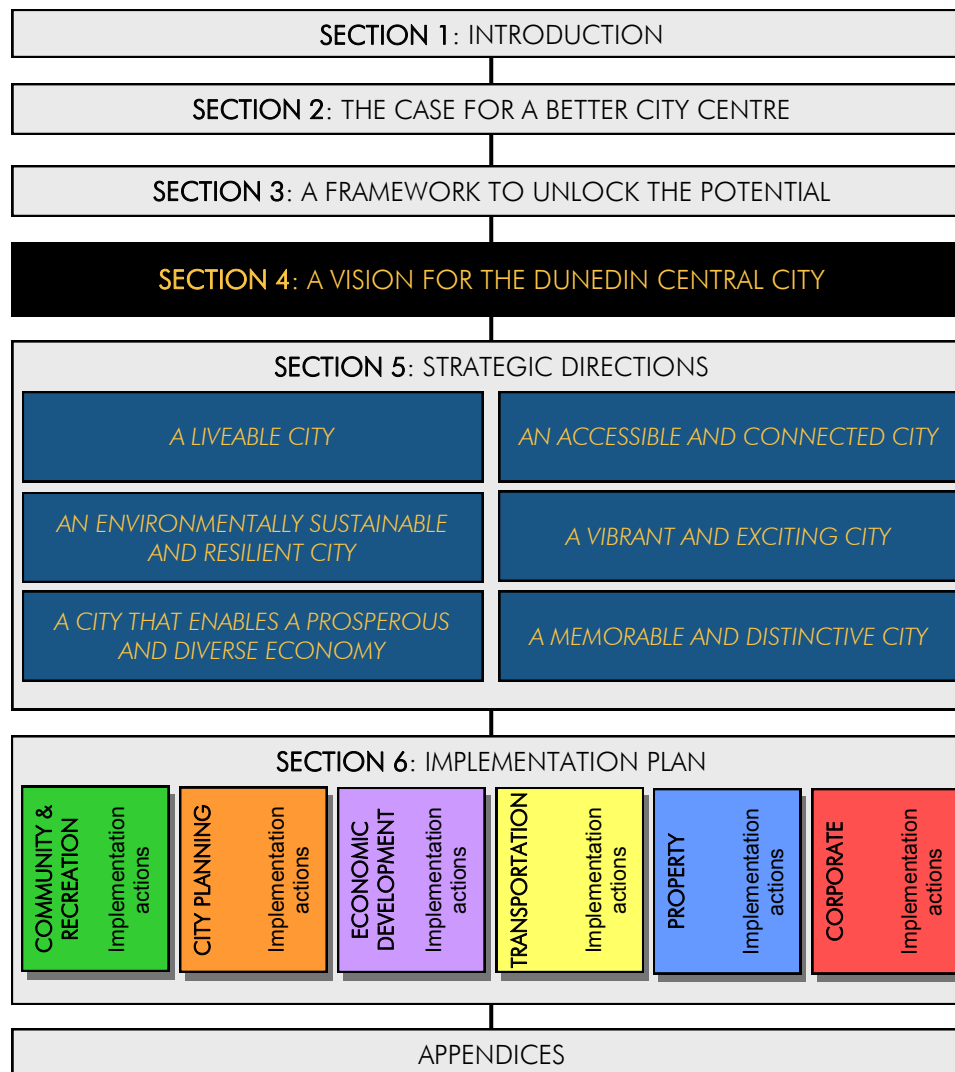 SECTION 1: INTRODUCTION
SECTION 2: THE CASE FOR A BETTER CITY CENTRE
SECTION 3: A FRAMEWORK TO UNLOCK THE POTENTIAL
SECTION 4: A VISION FOR THE DUNEDIN CENTRAL CITY
SECTION 5: STRATEGIC DIRECTIONS
A LIVEABLE CITY
AN ACCESSIBLE AND CONNECTED CITY
AN ENVIRONMENTALLY SUSTAINABLE
AND RESILIENT CITY
A VIBRANT AND EXCITING CITY
A CITY THAT ENABLES A PROSPEROUS
AND DIVERSE ECONOMY
A MEMORABLE AND DISTINCTIVE CITY
SECTION 6: IMPLEMENTATION PLAN
COMMUNITY &
RECREATION
Implementation
actions
CITY PLANNING
Implementation
actions
ECONOMIC
DEVELOPMENT
Implementation
actions
TRANSPORTATION
Implementation
actions
PROPERTY
Implementation
actions
CORPORATE
Implementation
actions
APPENDICES